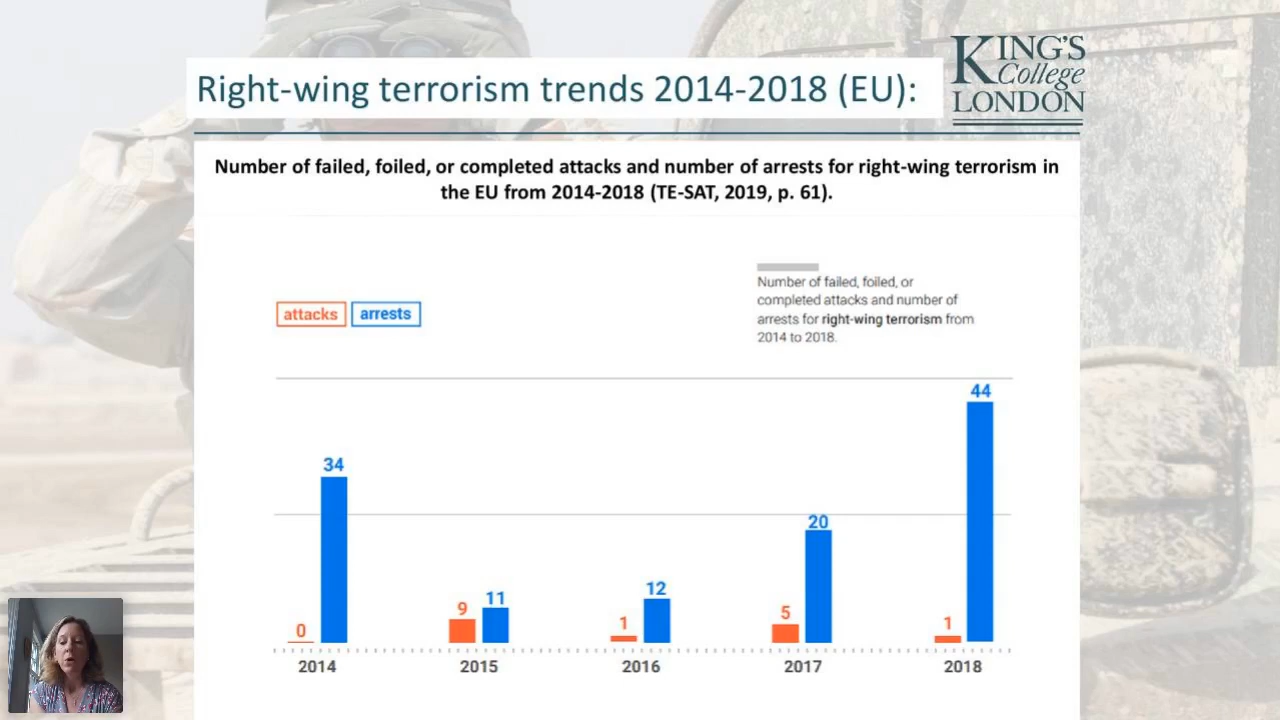 Right-wing terrorism trends 2014-2018 (EU):
KING'S
College
LONDON
Number of failed, foiled, or completed attacks and number of arrests for right-wing terrorism in
the EU from 2014-2018 (TE-SAT, 2019, p. 61).
Number of failed, foiled, or
completed attacks and number of
arrests for right-wing terrorism from
2014 to 2018.
attacks arrests
0 34
9 11
1 12
5 20
1 44
2014 2015 2016 2017 2018